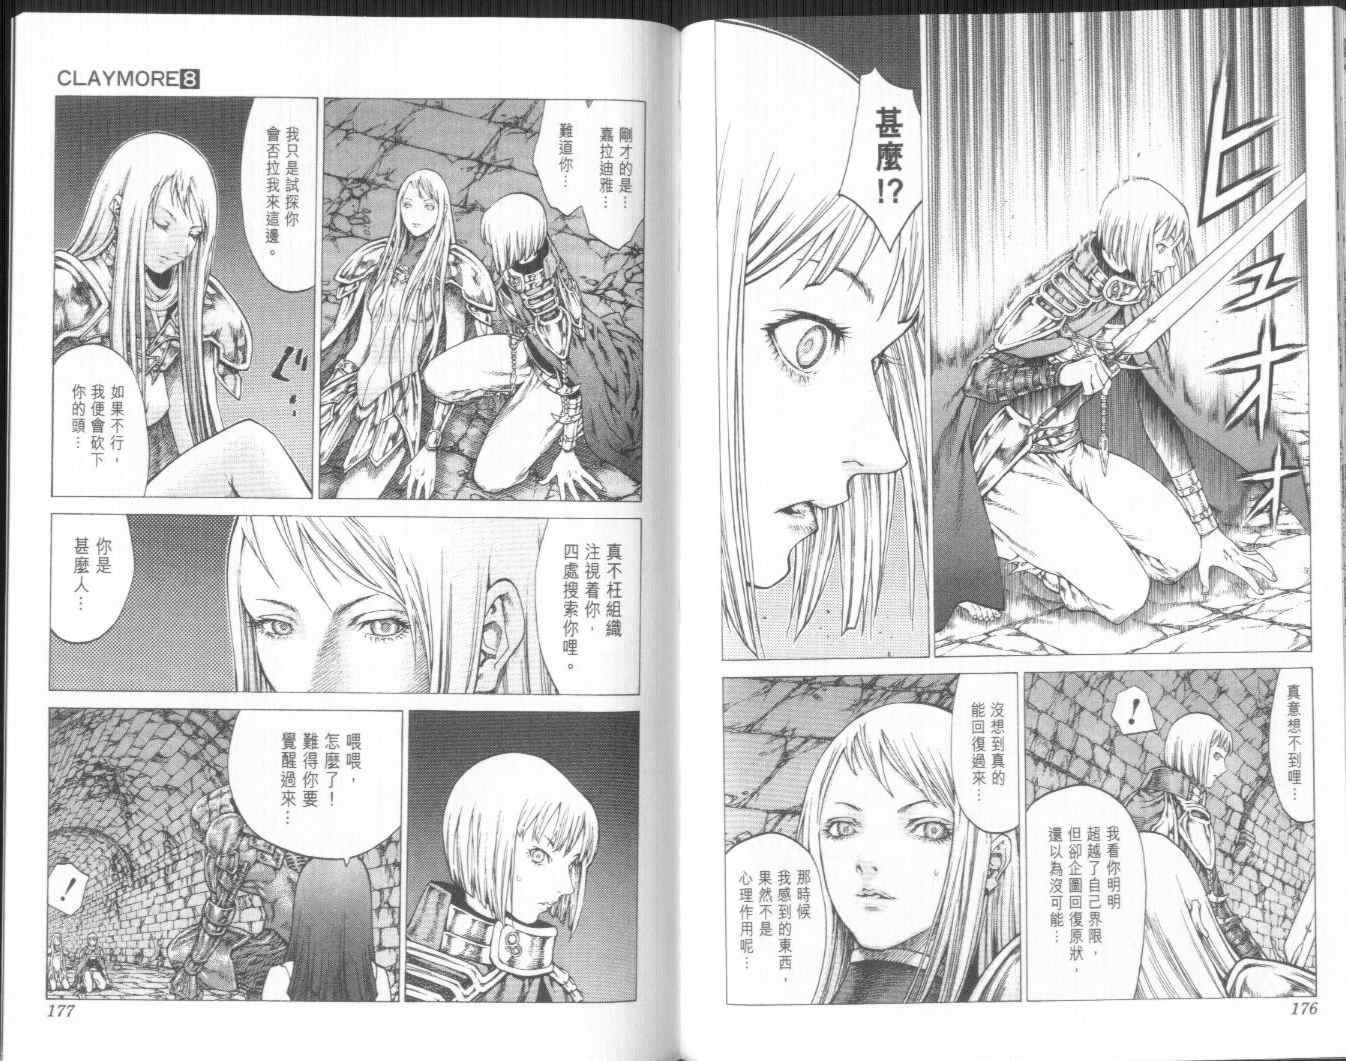 ヒュオオオ
甚麼!?
真意想不到哩…
!
我看你明明
超越了自己界限，
但卻企圖回復原狀，
還以為沒可能…
沒想到真的
能回復過來…
那時候
我感到的東西，
果然不是
心理作用呢…
176
CLAYMORE8
剛才的是…
嘉拉迪雅…
難道你…
我只是試探你
會否拉我來這邊。
ド…
如果不行，
我便會砍下
你的頭…
真不枉組織
注視着你，
四處搜索你哩。
你是
甚麼人…
喂喂，
怎麼了!
難得你要
覺醒過來…
!
177